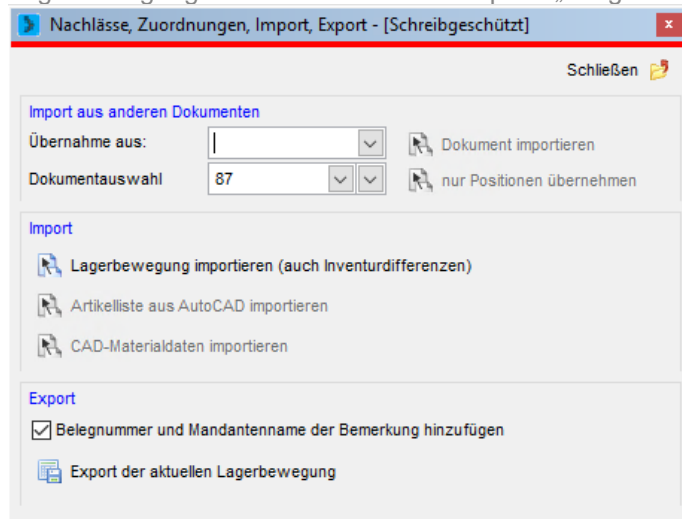 Nachlässe, Zuordnungen, Import, Export - [Schreibgeschützt]
Schließen
Import aus anderen Dokumenten
Übernahme aus:
Dokument importieren
Dokumentauswahl 87 nur Positionen übernehmen
Import
Lagerbewegung importieren (auch Inventurdifferenzen)
Artikelliste aus AutoCAD importieren
CAD-Materialdaten importieren
Export
Belegnummer und Mandantenname der Bemerkung hinzufügen
Export der aktuellen Lagerbewegung